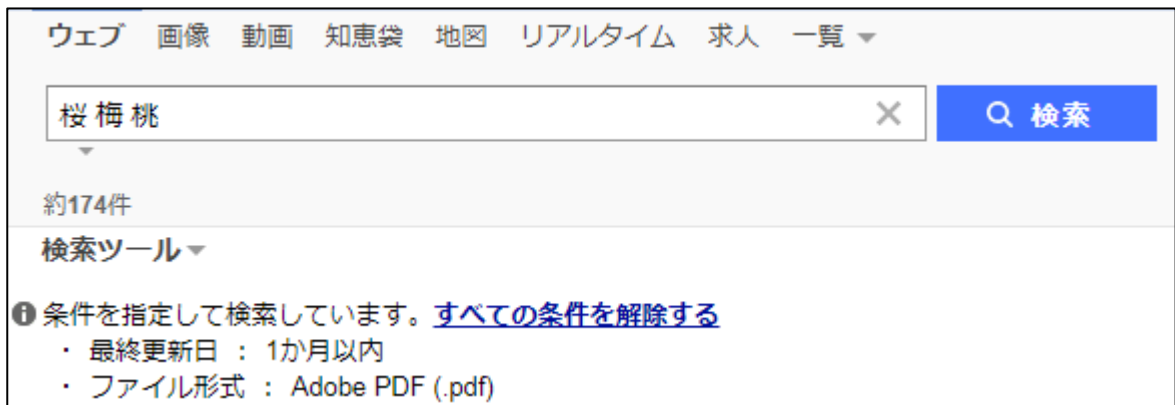 ウェブ 画像 動画 知恵袋 地図 リアルタイム 求人 一覧
桜 梅 桃 検索
約174件
検索ツール
条件を指定して検索しています。すべての条件を解除する
・ 最終更新日 : 1か月以内
・ ファイル形式 : Adobe PDF (.pdf)